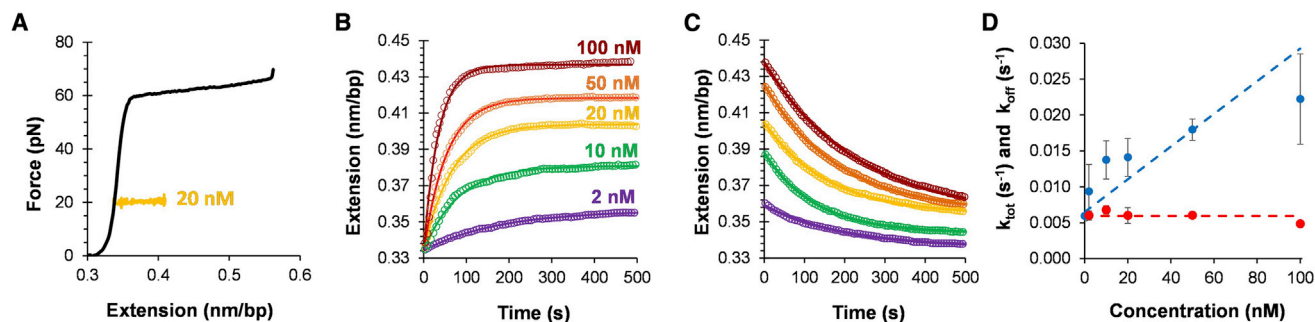 A
80
60
40
20
0
0.3
0.4
0.5
0.6
Force (pN)
Extension (nm/bp)
20 nM
B
0.45
0.43
0.41
0.39
0.37
0.35
0.33
0
100
200
300
400
500
Extension (nm/bp)
Time (s)
100 nM
50 nM
20 nM
10 nM
2 nM
C
0.45
0.43
0.41
0.39
0.37
0.35
0.33
0
100
200
300
400
500
Extension (nm/bp)
Time (s)
D
0.030
0.025
0.020
0.015
0.010
0.005
0.000
0
20
40
60
80
100
ktot (s-1) and koff (s-1)
Concentration (nM)